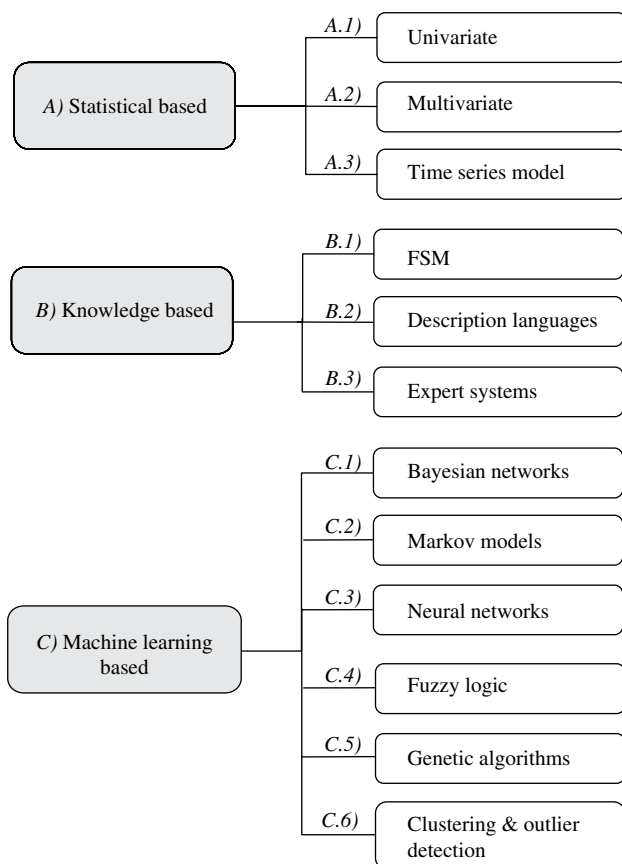 A.1) Univariate
A) Statistical based
A.2) Multivariate
A.3) Time series model
B.1) FSM
B) Knowledge based
B.2) Description languages
B.3) Expert systems
C.1) Bayesian networks
C.2) Markov models
C.3) Neural networks
C) Machine learning
based
C.4) Fuzzy logic
C.5) Genetic algorithms
C.6) Clustering & outlier
detection